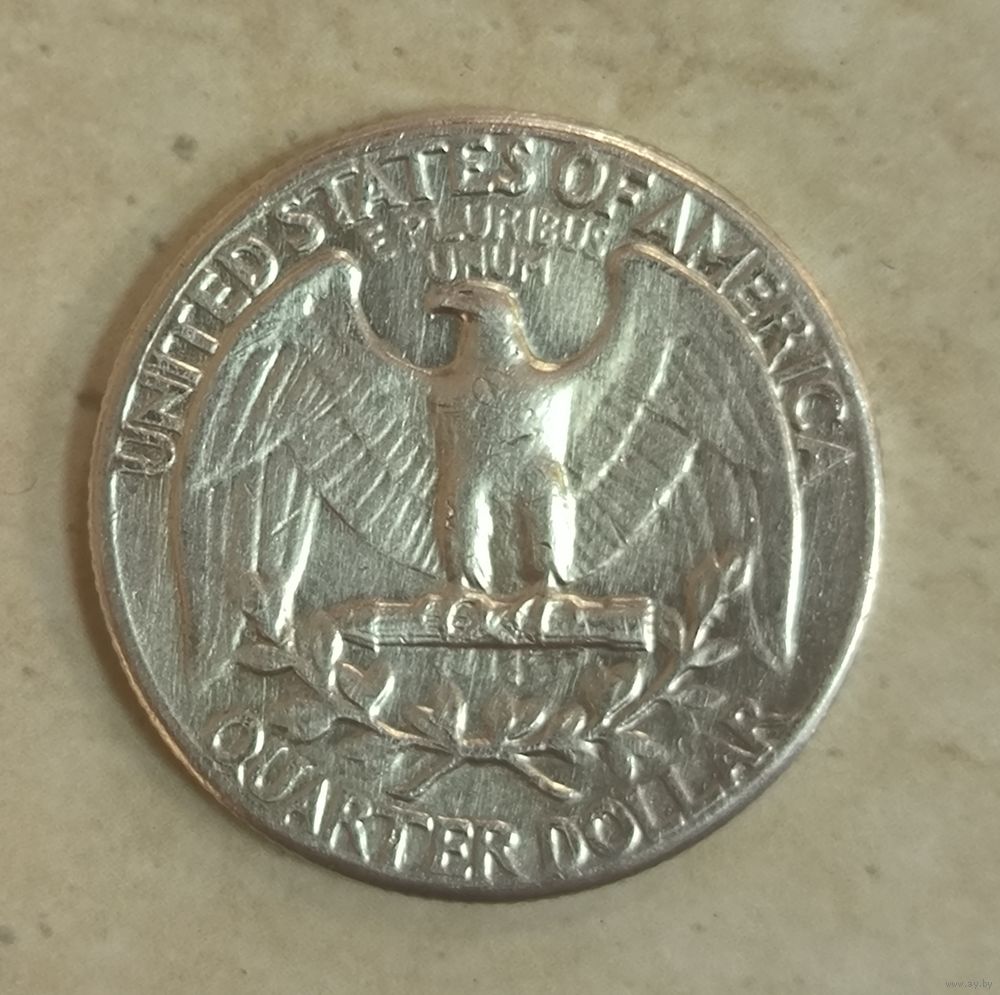 UNITED STATES OF AMERICA
E PLURIBUS
UNUM
QUARTER DOLLAR
www.ay.by